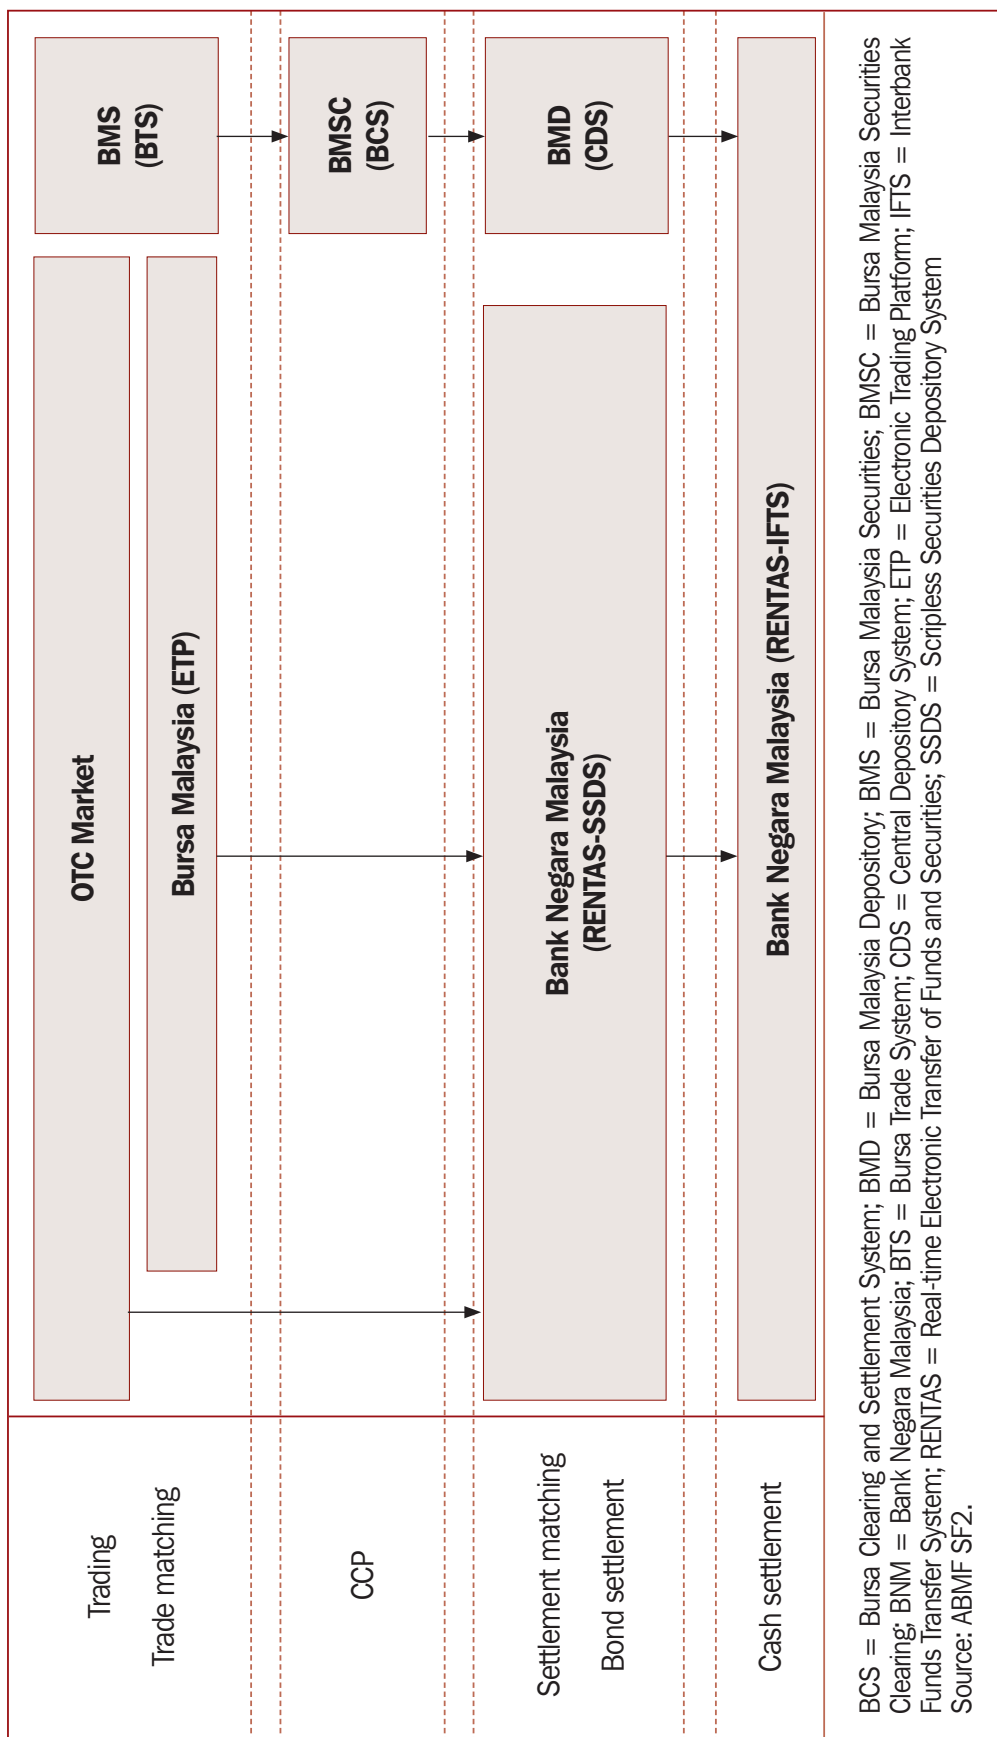 Trading
Trade matching
OTC Market
Bursa Malaysia (ETP)
BMS
(BTS)
CCP
BMSC
(BCS)
Settlement matching
Bond settlement
Bank Negara Malaysia
(RENTAS-SSDS)
BMD
(CDS)
Cash settlement
Bank Negara Malaysia (RENTAS-IFTS)
BCS = Bursa Clearing and Settlement System; BMD = Bursa Malaysia Depository; BMS = Bursa Malaysia Securities; BMSC = Bursa Malaysia Securities
Clearing; BNM = Bank Negara Malaysia; BTS = Bursa Trade System; CDS = Central Depository System; ETP = Electronic Trading Platform; IFTS = Interbank
Funds Transfer System; RENTAS = Real-time Electronic Transfer of Funds and Securities; SSDS = Scripless Securities Depository System
Source: ABMF SF2.